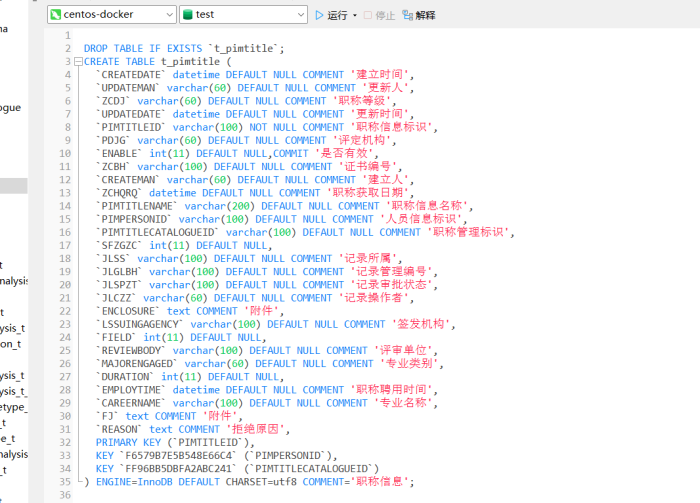 centos-docker test 运行 停止 解释
na
ogue
t
nalysis
t
ysis_t
on_t
ysis_t
ysis_t_
etype_
t
e_t
_t
1
2 DROP TABLE IF EXISTS `t_pimtitle`;
3 CREATE TABLE t_pimtitle (
4 `CREATEDATE` datetime DEFAULT NULL COMMENT '建立时间',
5 `UPDATEMAN` varchar(60) DEFAULT NULL COMMENT '更新人',
6 `ZCDJ` varchar(60) DEFAULT NULL COMMENT '职称等级',
7 `UPDATEDATE` datetime DEFAULT NULL COMMENT '更新时间',
8 `PIMTITLEID` varchar(100) NOT NULL COMMENT '职称信息标识',
9 `PDJG` varchar(60) DEFAULT NULL COMMENT '评定机构',
10 `ENABLE` int(11) DEFAULT NULL,COMMIT '是否有效',
11 `ZCBH` varchar(100) DEFAULT NULL COMMENT '证书编号',
12 `CREATEMAN` varchar(60) DEFAULT NULL COMMENT '建立人',
13 `ZCHQRQ` datetime DEFAULT NULL COMMENT '职称获取日期',
14 `PIMTITLENAME` varchar(200) DEFAULT NULL COMMENT '职称信息名称',
15 `PIMPERSONID` varchar(100) DEFAULT NULL COMMENT '人员信息标识',
16 `PIMTITLECATALOGUEID` varchar(100) DEFAULT NULL COMMENT '职称管理标识',
17 `SFZGZC` int(11) DEFAULT NULL,
18 `JLSS` varchar(100) DEFAULT NULL COMMENT '记录所属',
19 `JLGLBH` varchar(100) DEFAULT NULL COMMENT '记录管理编号',
20 `JLSPZT` varchar(100) DEFAULT NULL COMMENT '记录审批状态',
21 `JLCZZ` varchar(60) DEFAULT NULL COMMENT '记录操作者',
22 `ENCLOSURE` text COMMENT '附件',
23 `LSSUINGAGENCY` varchar(100) DEFAULT NULL COMMENT '签发机构',
24 `FIELD` int(11) DEFAULT NULL,
25 `REVIEWBODY` varchar(100) DEFAULT NULL COMMENT '评审单位',
26 `MAJORENGAGED` varchar(60) DEFAULT NULL COMMENT '专业类别',
27 `DURATION` int(11) DEFAULT NULL,
28 `EMPLOYTIME` datetime DEFAULT NULL COMMENT '职称聘用时间',
29 `CAREERNAME` varchar(100) DEFAULT NULL COMMENT '专业名称',
30 `FJ` text COMMENT '附件',
31 `REASON` text COMMENT '拒绝原因',
32 PRIMARY KEY (`PIMTITLEID`),
33 KEY `F6579B7E5B548E66C4` (`PIMPERSONID`),
34 KEY `FF96BB5DBFA2ABC241` (`PIMTITLECATALOGUEID`)
35 ) ENGINE=InnoDB DEFAULT CHARSET=utf8 COMMENT='职称信息';
36